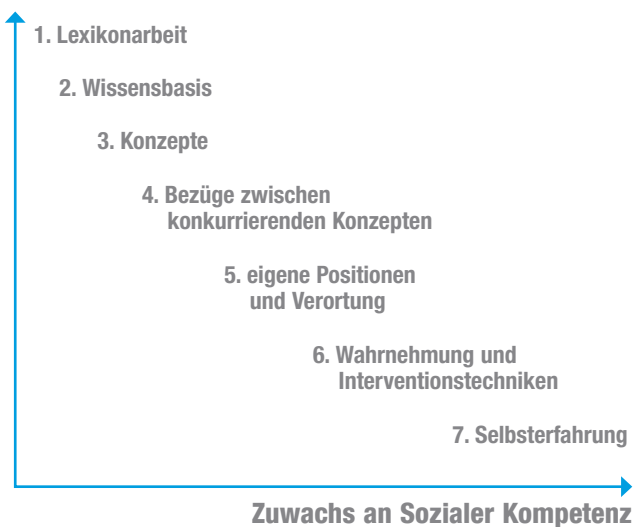 1. Lexikonarbeit
2. Wissensbasis
3. Konzepte
4. Bezüge zwischen
konkurrierenden Konzepten
5. eigene Positionen
und Verortung
6. Wahrnehmung und
Interventionstechniken
7. Selbsterfahrung
Zuwachs an Sozialer Kompetenz